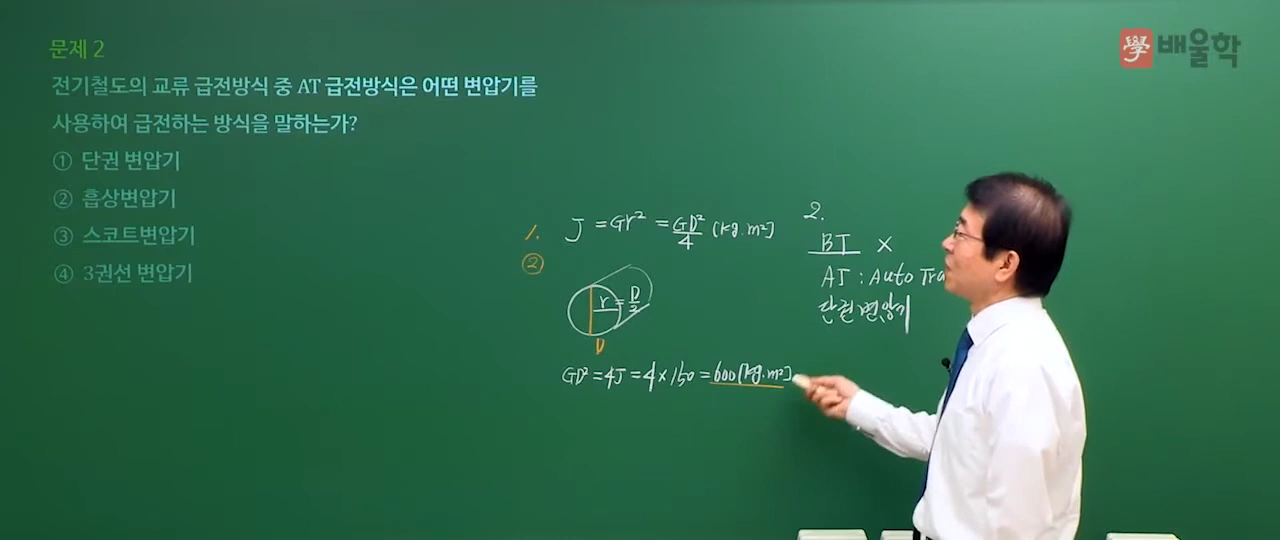 문제 2
전기철도의 교류 급전방식 중 AT 급전방식은 어떤 변압기를
사용하여 급전하는 방식을 말하는가?
① 단권 변압기
② 흡상변압기
③ 스코트변압기
④ 3권선 변압기
學 배울학
1.
②
J = Gr² = GD²/4 [kg·m²]
r = D/2
D
GD² = 4J = 4 × 150 = 600 [kg·m²]
2.
BT ×
AT : Auto Tra
단권변압기